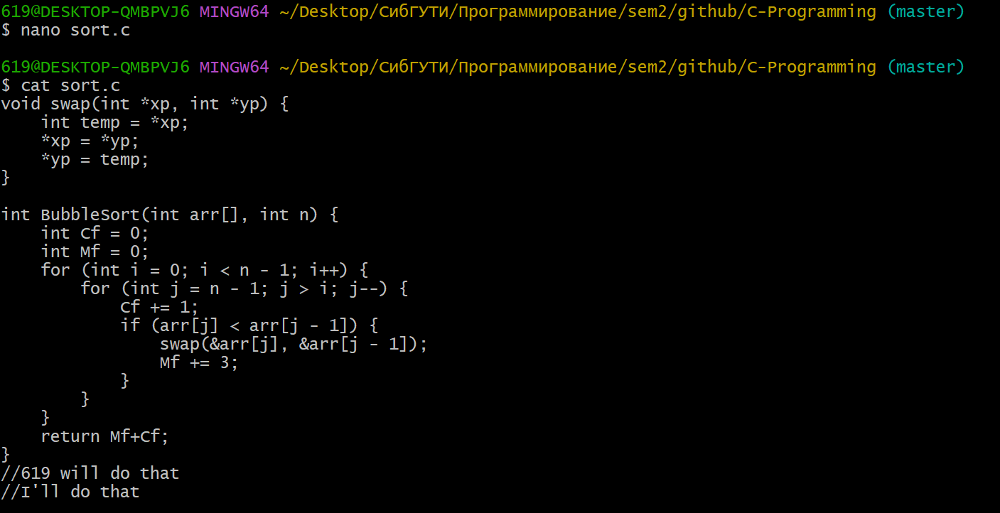 619@DESKTOP-QMBPVJ6 MINGW64 ~/Desktop/СибГУТИ/Программирование/sem2/github/C-Programming (master)
$ nano sort.c
619@DESKTOP-QMBPVJ6 MINGW64 ~/Desktop/СибГУТИ/Программирование/sem2/github/C-Programming (master)
$ cat sort.c
void swap(int *xp, int *yp) {
    int temp = *xp;
    *xp = *yp;
    *yp = temp;
}
int BubbleSort(int arr[], int n) {
    int Cf = 0;
    int Mf = 0;
    for (int i = 0; i < n - 1; i++) {
        for (int j = n - 1; j > i; j--) {
            Cf += 1;
            if (arr[j] < arr[j - 1]) {
                swap(&arr[j], &arr[j - 1]);
                Mf += 3;
            }
        }
    }
    return Mf+Cf;
}
//619 will do that
//I'll do that